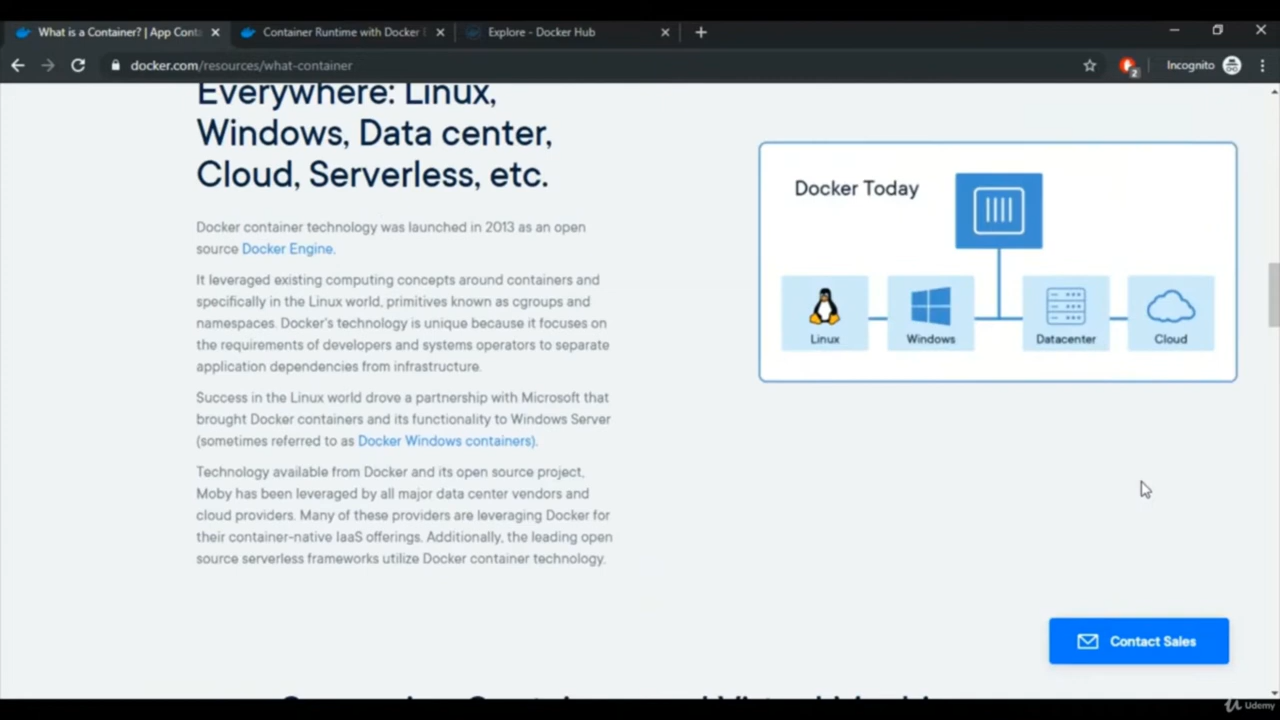 What is a Container? | App Conta
Container Runtime with Docker E
Explore - Docker Hub
docker.com/resources/what-container
2
Incognito
Everywhere: Linux,
Windows, Data center,
Cloud, Serverless, etc.
Docker container technology was launched in 2013 as an open
source Docker Engine.
It leveraged existing computing concepts around containers and
specifically in the Linux world, primitives known as cgroups and
namespaces. Docker's technology is unique because it focuses on
the requirements of developers and systems operators to separate
application dependencies from infrastructure.
Success in the Linux world drove a partnership with Microsoft that
brought Docker containers and its functionality to Windows Server
(sometimes referred to as Docker Windows containers).
Technology available from Docker and its open source project,
Moby has been leveraged by all major data center vendors and
cloud providers. Many of these providers are leveraging Docker for
their container-native IaaS offerings. Additionally, the leading open
source serverless frameworks utilize Docker container technology.
Docker Today
Linux
Windows
Datacenter
Cloud
Contact Sales
Udemy